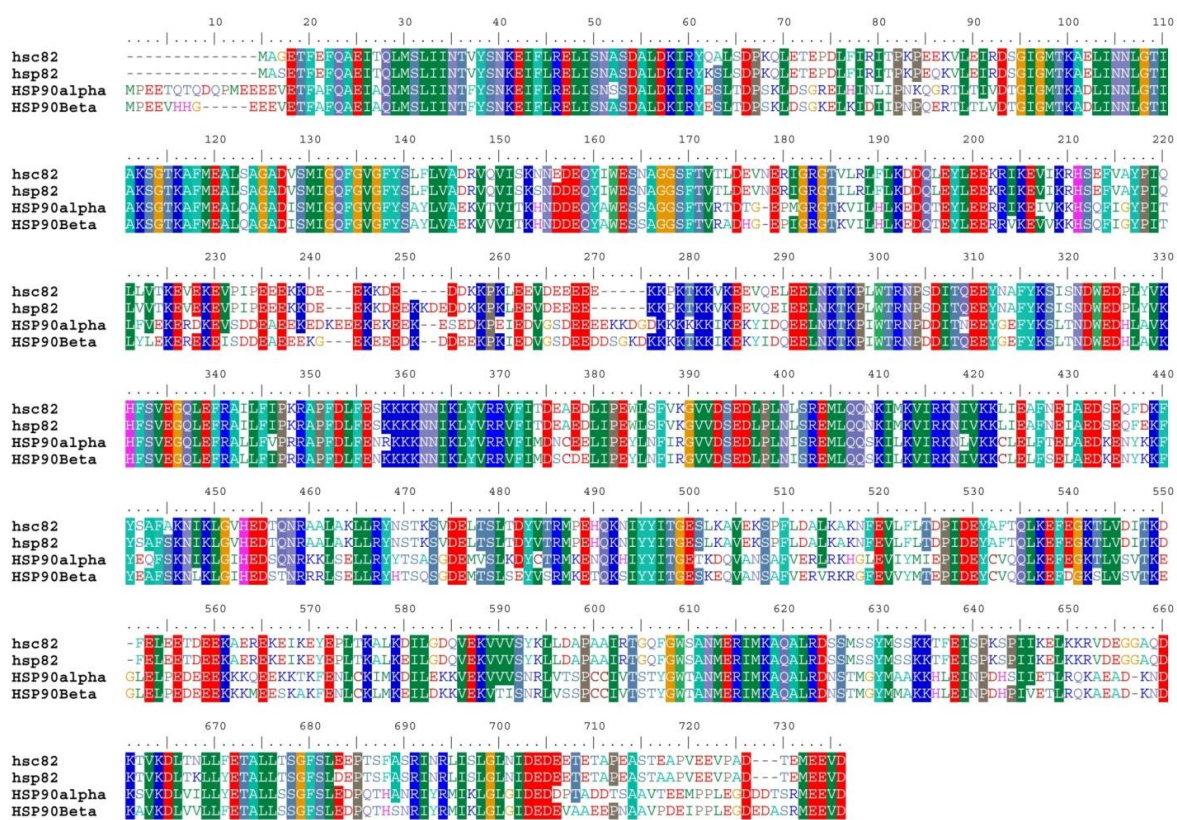 10 20 30 40 50 60 70 80 90 100 110
hsc82 --------------MAGETFEFQAEITQLMSLIINTVYSNKEIFLRELISNASDALDKIRYQALSDPKQLETEPDLFIRITPKPEEKVLEIRDSGIGMTKAELINNLGTI
hsp82 --------------MASETFEFQAEITQLMSLIINTVYSNKEIFLRELISNASDALDKIRYKSLSDPKQLETEPDLFIRITPKPEQKVLEIRDSGIGMTKAELINNLGTI
HSP90alpha MPEETQTQDQPMEEEEVETFAFQAEIAQLMSLIINTFYSNKEIFLRELISNSSDALDKIRYESLTDPSKLDSGRELHINLIPNKQGRTLTIVDTGIGMTKADLINNLGTI
HSP90Beta MPEEVHHG-----EEEVETFAFQAEIAQLMSLIINTFYSNKEIFLRELISNASDALDKIRYESLTDPSKLDSGKELKIDIIPNPQERTLTLVDTGIGMTKADLINNLGTI
120 130 140 150 160 170 180 190 200 210 220
hsc82 AKSGTKAFMEALSAGADVSMIGQFGVGFYSLFLVADRVQVISKNNEDEQYIWESNAGGSFTVTLDEVNERIGRGTVLRLFLKDDQLEYLEEKRIKEVIKRHSEFVAYPIQ
hsp82 AKSGTKAFMEALSAGADVSMIGQFGVGFYSLFLVADRVQVISKSNDDEQYIWESNAGGSFTVTLDEVNERIGRGTILRLFLKDDQLEYLEEKRIKEVIKRHSEFVAYPIQ
HSP90alpha AKSGTKAFMEALQAGADISMIGQFGVGFYSAYLVAEKVTVITKHNDDEQYAWESSAGGSFTVRTDTG-EPMGRGTKVILHLKEDQTEYLEERRIKEIVKKHSQFIGYPIT
HSP90Beta AKSGTKAFMEALQAGADISMIGQFGVGFYSAYLVAEKVVVITKHNDDEQYAWESSAGGSFTVRADHG-EPIGRGTKVILHLKEDQTEYLEERRVKEVVKKHSQFIGYPIT
230 240 250 260 270 280 290 300 310 320 330
hsc82 LLVTKEVEKEVPIPEEEKKDE---EKKDE----DDKKPKLEEVDEEEEE----KKPKTKKVKEEVQELEELNKTKPLWTRNPSDITQEEYNAFYKSISNDWEDPLYVK
hsp82 LVVTKEVEKEVPIPEEEKKDE---EKKDEEKKDEDDKKPKLEEVDEEEEE----KKPKTKKVKEEVQEIEELNKTKPLWTRNPSDITQEEYNAFYKSISNDWEDPLYVK
HSP90alpha LFVEKERDKEVSDDEAEEKEDKEEEKEKEEK---ESEDKPEIEDVGSDEEEEKKDGDKKKKKKIKEKYIDQEELNKTKPIWTRNPDDITNEEYGEFYKSLTNDWEDHLAVK
HSP90Beta LYLEKEREKEISDDEAEEEKG---EKEEEDK---DDEEKPKIEDVGSDEEDDSGKDKKKKTKKIKEKYIDQEELNKTKPIWTRNPDDITQEEYGEFYKSLTNDWEDHLAVK
340 350 360 370 380 390 400 410 420 430 440
hsc82 HFSVEGQLEFRAILFIPKRAPFDLFESKKKKNNIKLYVRRVFITDEAEDLIPEWLSFVKGVVDSEDLPLNLSREMLQQNKIMKVIRKNIVKKLIEAFNEIAEDSEQFDKF
hsp82 HFSVEGQLEFRAILFIPKRAPFDLFESKKKKNNIKLYVRRVFITDEAEDLIPEWLSFVKGVVDSEDLPLNLSREMLQQNKIMKVIRKNIVKKLIEAFNEIAEDSEQFEKF
HSP90alpha HFSVEGQLEFRALLFVPRRAPFDLFENRKKKNNIKLYVRRVFIMDNCEELIPEYLNFIRGVVDSEDLPLNISREMLQQSKILKVIRKNLVKKCLELFTELAEDKENYKKF
HSP90Beta HFSVEGQLEFRALLFIPRRAPFDLFENKKKKNNIKLYVRRVFIMDSCDELIPEYLNFIRGVVDSEDLPLNISREMLQQSKILKVIRKNIVKKCLELFSELAEDKENYKKF
450 460 470 480 490 500 510 520 530 540 550
hsc82 YSAFAKNIKLGVHEDTQNRAALAKLLRYNSTKSVDELTSLTDYVTRMPEHQKNIYYITGESLKAVEKSPFLDALKAKNFEVLFLTDPIDEYAFTQLKEFEGKTLVDITKD
hsp82 YSAFSKNIKLGVHEDTQNRAALAKLLRYNSTKSVDELTSLTDYVTRMPEHQKNIYYITGESLKAVEKSPFLDALKAKNFEVLFLTDPIDEYAFTQLKEFEGKTLVDITKD
HSP90alpha YEQFSKNIKLGIHEDSQNRKKLSELLRYYTSASGDEMVSLKDYCTRMKENQKHIYYITGETKDQVANSAFVERLRKHGLEVIYMIEPIDEYCVQQLKEFEGKTLVSVTKE
HSP90Beta YEAFSKNLKLGIHEDSTNRRRLSELLRYHTSQSGDEMTSLSEYVSRMKETQKSIYYITGESKEQVANSAFVERVRKRGFEVVYMTEPIDEYCVQQLKEFDGKSLVSVTKE
560 570 580 590 600 610 620 630 640 650 660
hsc82 -FELEETDEEKAEREKEIKEYEPLTKALKDILGDQVEKVVVSYKLLDAPAAIRTGQFGWSANMERIMKAQALRDSSMSSYMSSKKTFEISPKSPIIKELKKRVDEGGAQD
hsp82 -FELEETDEEKAEREKEIKEYEPLTKALKEILGDQVEKVVVSYKLLDAPAAIRTGQFGWSANMERIMKAQALRDSSMSSYMSSKKTFEISPKSPIIKELKKRVDEGGAQD
HSP90alpha GLELPEDEEEKKKQEEKKTKFENLCKIMKDILEKKVEKVVVSNRLVTSPCCIVTSTYGWTANMERIMKAQALRDNSTMGYMAAKKHLEINPDHSIIETLRQKAEAD-KND
HSP90Beta GLELPEDEEEKKKMEESKAKFENLCKLMKEILDKKVEKVTISNRLVSSPCCIVTSTYGWTANMERIMKAQALRDNSTMGYMMAKKHLEINPDHPIVETLRQKAEAD-KND
670 680 690 700 710 720 730
hsc82 KTVKDLTNLLFETALLTSGFSLEEPTSFASRINRLISLGLNIDEDEETETAPEASTEAPVEEVPAD---TEMEEVD
hsp82 KTVKDLTKLLYETALLTSGFSLDEPTSFASRINRLISLGLNIDEDEETETAPEASTAAPVEEVPAD---TEMEEVD
HSP90alpha KSVKDLVILLYETALLSSGFSLEDPQTHANRIYRMIKLGLGIDEDDPTADDTSAAVTEEMPPLEGDDDTSRMEEVD
HSP90Beta KAVKDLVVLLFETALLSSGFSLEDPQTHSNRIYRMIKLGLGIDEDEVAAEEPNAAVPDEIPPLEGDEDASRMEEVD